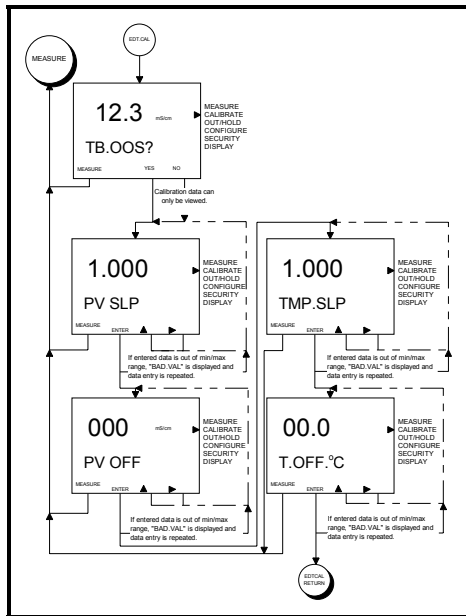 EDT.CAL
MEASURE
12.3 mS/cm
TB.OOS?
MEASURE YES NO
MEASURE
CALIBRATE
OUT/HOLD
CONFIGURE
SECURITY
DISPLAY
Calibration data can
only be viewed.
1.000
PV SLP
MEASURE ENTER
MEASURE
CALIBRATE
OUT/HOLD
CONFIGURE
SECURITY
DISPLAY
If entered data is out of min/max
range, "BAD.VAL" is displayed and
data entry is repeated.
000 mS/cm
PV OFF
MEASURE ENTER
MEASURE
CALIBRATE
OUT/HOLD
CONFIGURE
SECURITY
DISPLAY
If entered data is out of min/max
range, "BAD.VAL" is displayed and
data entry is repeated.
1.000
TMP.SLP
MEASURE ENTER
MEASURE
CALIBRATE
OUT/HOLD
CONFIGURE
SECURITY
DISPLAY
If entered data is out of min/max
range, "BAD.VAL" is displayed and
data entry is repeated.
00.0
T.OFF.°C
MEASURE ENTER
MEASURE
CALIBRATE
OUT/HOLD
CONFIGURE
SECURITY
DISPLAY
If entered data is out of min/max
range, "BAD.VAL" is displayed and
data entry is repeated.
EDTCAL
RETURN